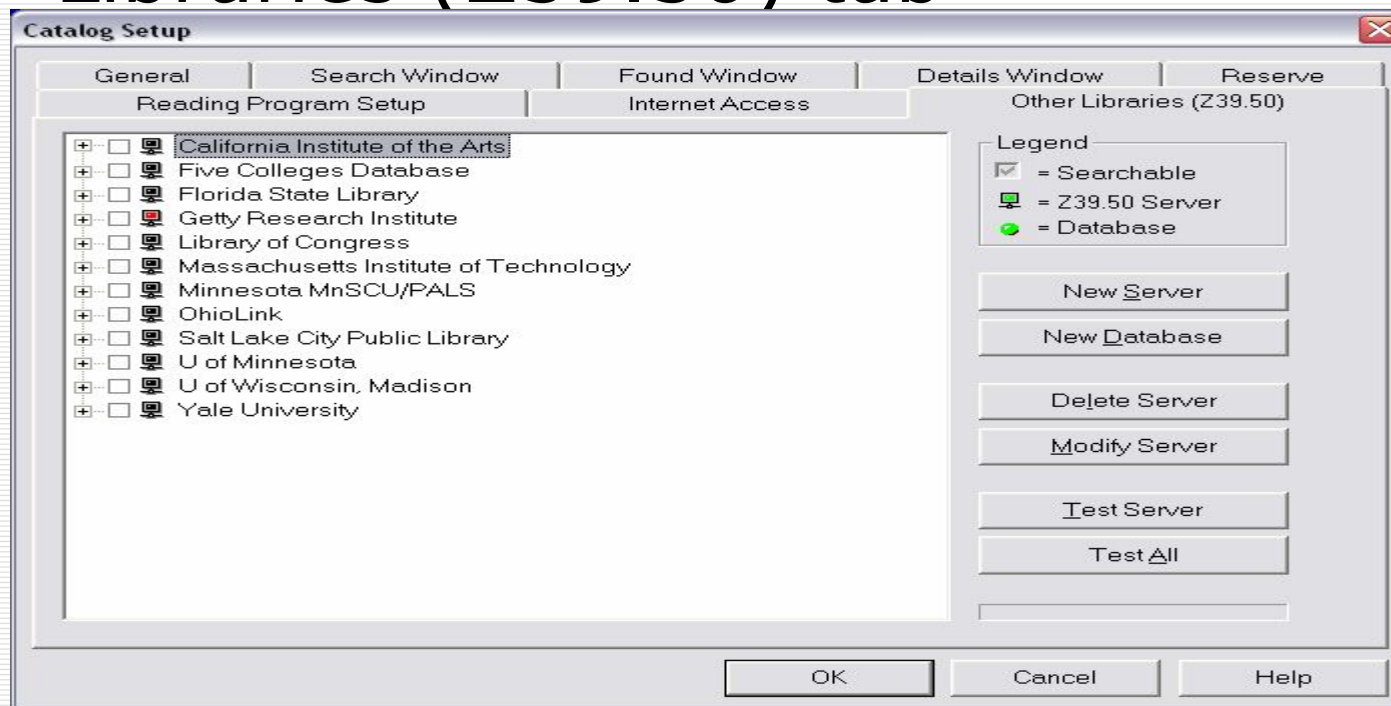 Libraries (Z39.50) tab
Catalog Setup
General Search Window Found Window Details Window Reserve
Reading Program Setup Internet Access Other Libraries (Z39.50)
California Institute of the Arts
Five Colleges Database
Florida State Library
Getty Research Institute
Library of Congress
Massachusetts Institute of Technology
Minnesota MnSCU/PALS
OhioLink
Salt Lake City Public Library
U of Minnesota
U of Wisconsin, Madison
Yale University
Legend
= Searchable
= Z39.50 Server
= Database
New Server
New Database
Delete Server
Modify Server
Test Server
Test All
OK Cancel Help